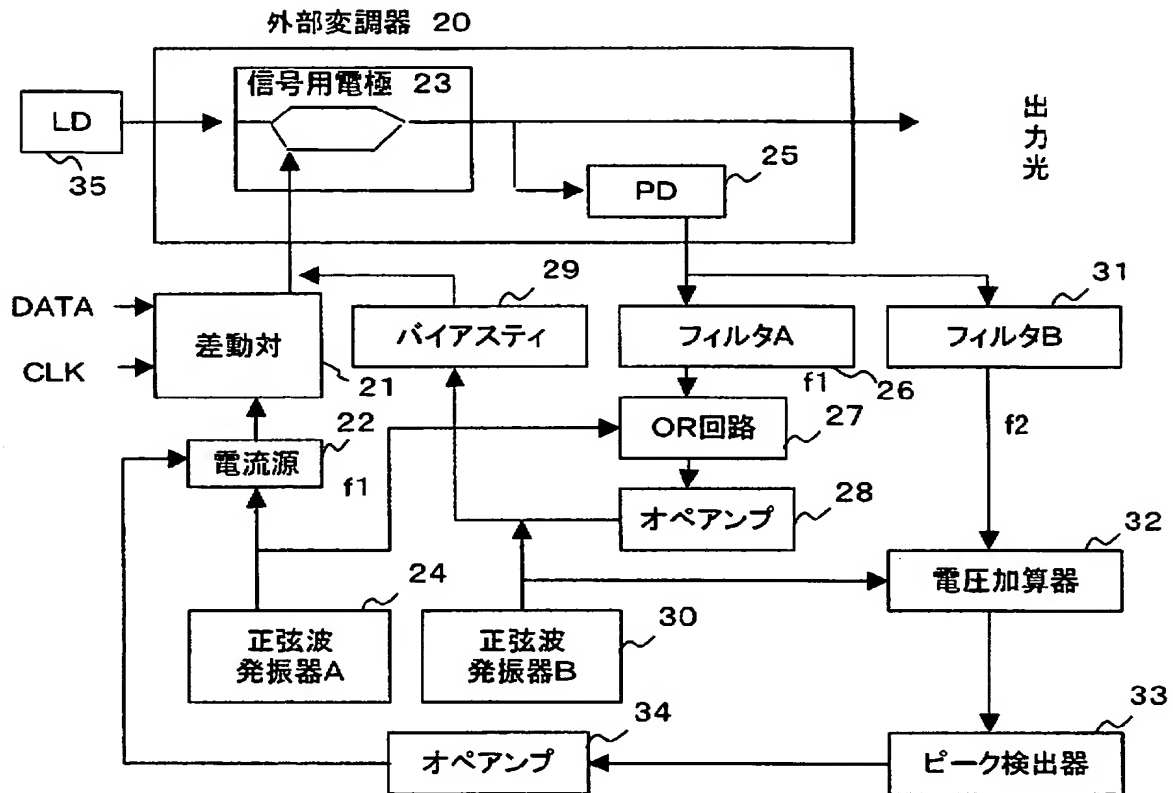 外部変調器 20
信号用電極 23
LD
35
出力光
PD
25
DATA
CLK
差動対
21
29
バイアスティ
フィルタA
f1
26
31
フィルタB
f2
22
電流源
f1
OR回路
27
オペアンプ
28
24
正弦波
発振器A
正弦波
発振器B
30
32
電圧加算器
34
オペアンプ
33
ピーク検出器